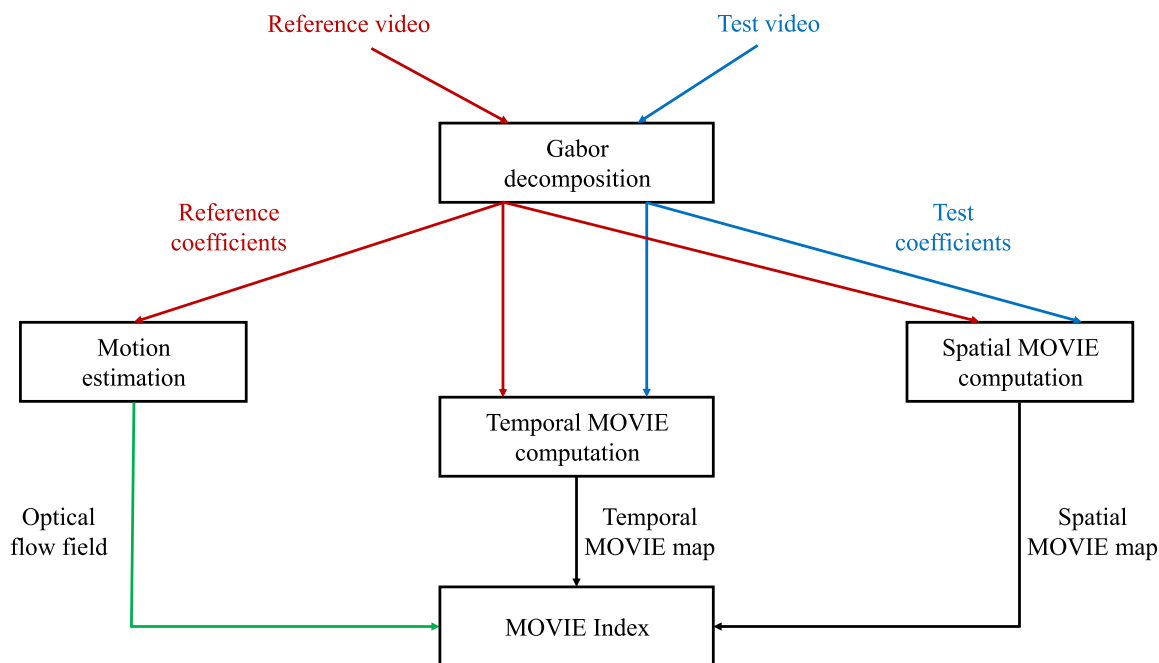 Reference video
Test video
Gabor
decomposition
Reference
coefficients
Test
coefficients
Motion
estimation
Spatial MOVIE
computation
Temporal MOVIE
computation
Optical
flow field
Temporal
MOVIE map
Spatial
MOVIE map
MOVIE Index